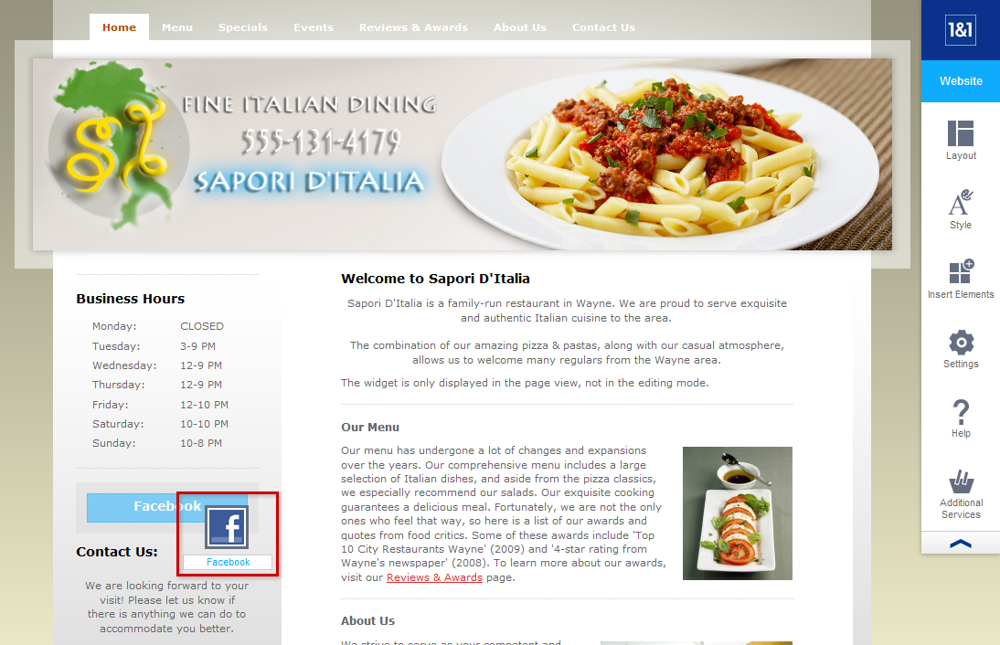 Home Menu Specials Events Reviews & Awards About Us Contact Us
FINE ITALIAN DINING
555-131-4179
SAPORI D'ITALIA
SI
Business Hours
Monday: CLOSED
Tuesday: 3-9 PM
Wednesday: 12-9 PM
Thursday: 12-9 PM
Friday: 12-10 PM
Saturday: 10-10 PM
Sunday: 10-8 PM
Facebook
f
Facebook
Contact Us:
We are looking forward to your
visit! Please let us know if
there is anything we can do to
accommodate you better.
Welcome to Sapori D'Italia
Sapori D'Italia is a family-run restaurant in Wayne. We are proud to serve exquisite
and authentic Italian cuisine to the area.
The combination of our amazing pizza & pastas, along with our casual atmosphere,
allows us to welcome many regulars from the Wayne area.
The widget is only displayed in the page view, not in the editing mode.
Our Menu
Our menu has undergone a lot of changes and expansions
over the years. Our comprehensive menu includes a large
selection of Italian dishes, and aside from the pizza classics,
we especially recommend our salads. Our exquisite cooking
guarantees a delicious meal. Fortunately, we are not the only
ones who feel that way, so here is a list of our awards and
quotes from food critics. Some of these awards include 'Top
10 City Restaurants Wayne' (2009) and '4-star rating from
Wayne's newspaper' (2008). To learn more about our awards,
visit our Reviews & Awards page.
About Us
We strive to serve as your competent and
1&1
Website
Layout
Style
Insert Elements
Settings
Help
Additional
Services